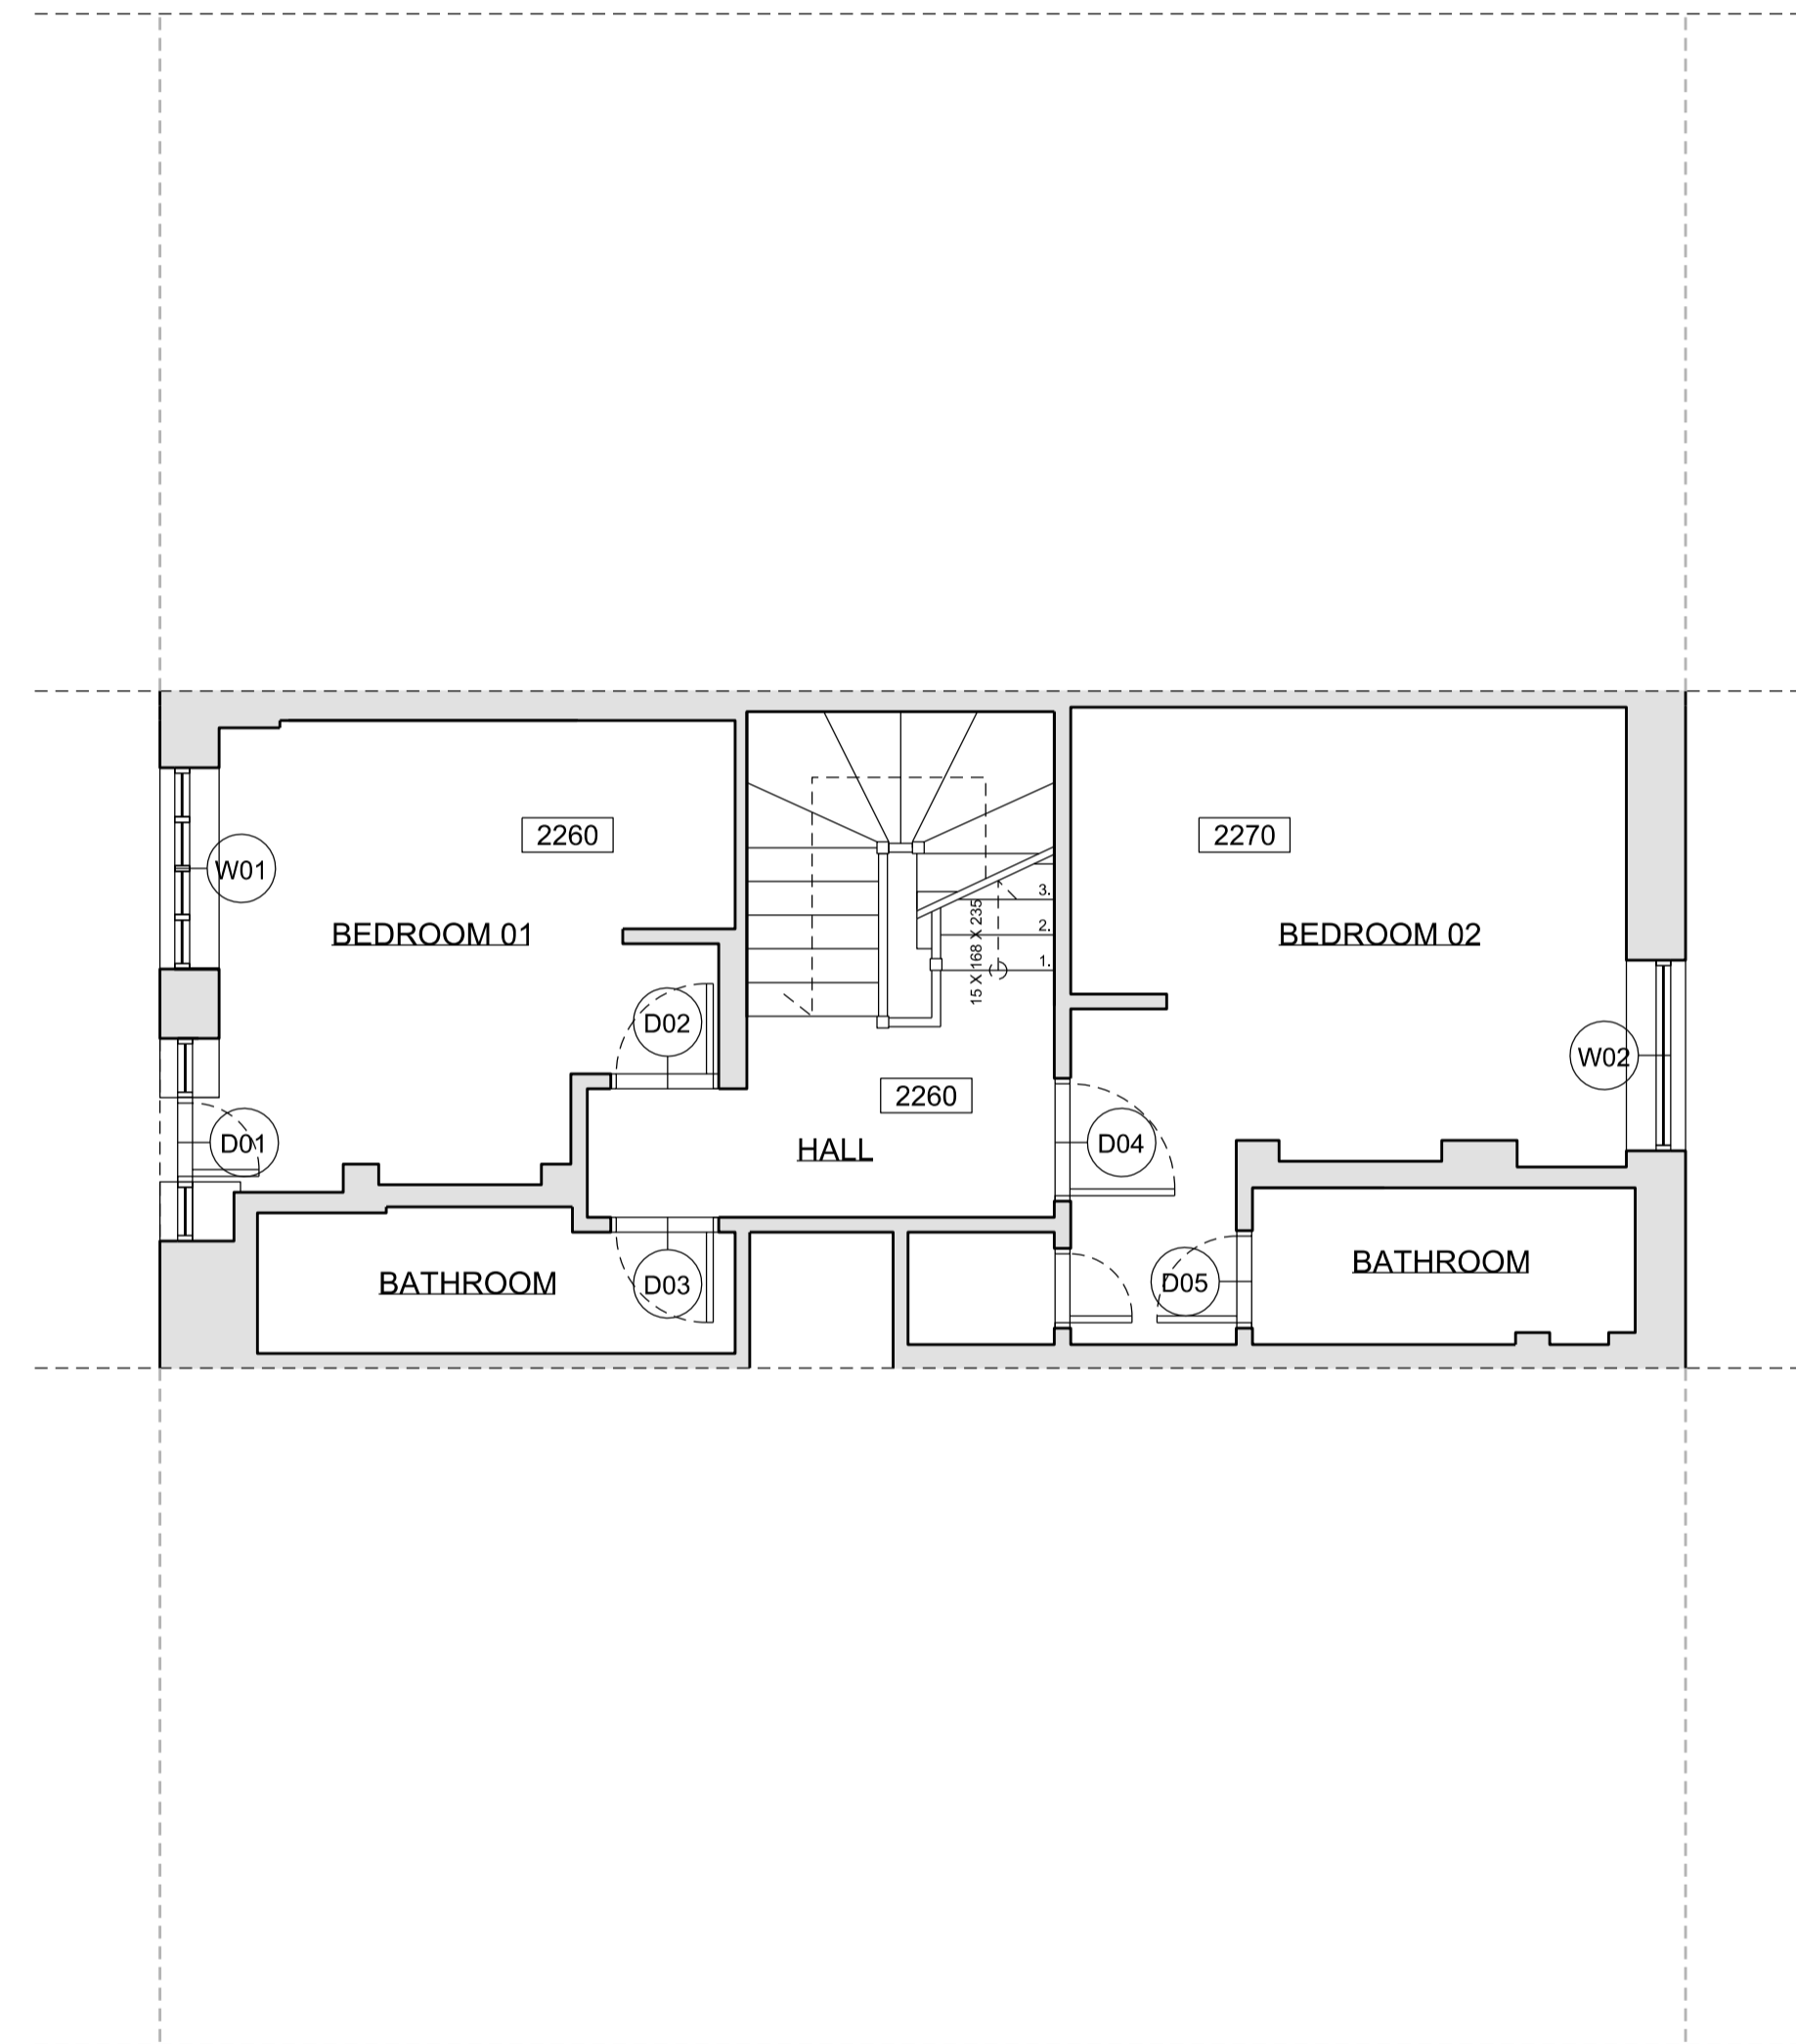 2260
2270
W01
3.
BEDROOM 01
2.
BEDROOM 02
15 X 168 X 235
1.
D02
W02
2260
D01
HALL
D04
BATHROOM
D03
D05
BATHROOM